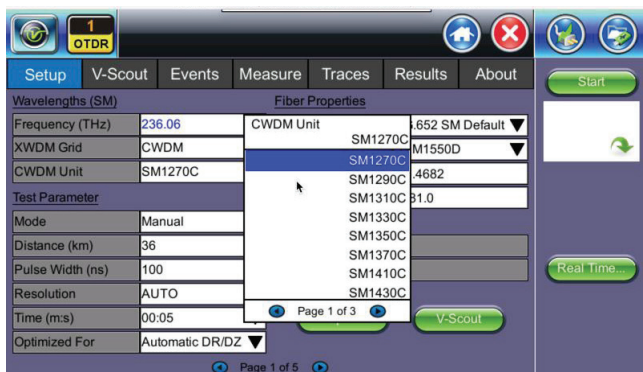 1
OTDR
Setup V-Scout Events Measure Traces Results About
Start
Wavelengths (SM)
Fiber Properties
Frequency (THz) 236.06
XWDM Grid CWDM
CWDM Unit SM1270C
CWDM Unit
SM1270C
SM1270C
SM1290C
SM1310C
SM1330C
SM1350C
SM1370C
SM1410C
SM1430C
Page 1 of 3
.652 SM Default
M1550D
.4682
81.0
Test Parameter
Mode Manual
Distance (km) 36
Pulse Width (ns) 100
Resolution AUTO
Time (m:s) 00:05
Optimized For Automatic DR/DZ
V-Scout
Real Time...
Page 1 of 5